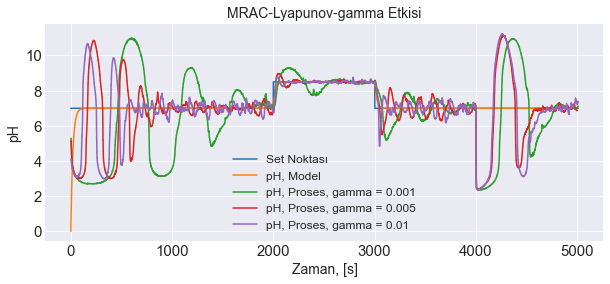 MRAC-Lyapunov-gamma Etkisi
pH
10
8
6
4
2
0
Set Noktası
pH, Model
pH, Proses, gamma = 0.001
pH, Proses, gamma = 0.005
pH, Proses, gamma = 0.01
0 1000 2000 3000 4000 5000
Zaman, [s]